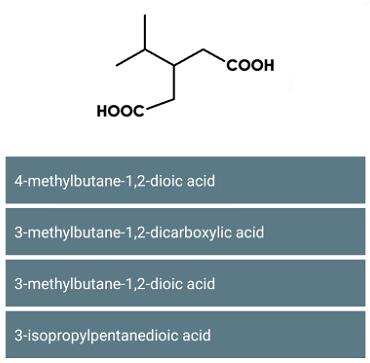 COOH
HOOC
4-methylbutane-1,2-dioic acid
3-methylbutane-1,2-dicarboxylic acid
3-methylbutane-1,2-dioic acid
3-isopropylpentanedioic acid